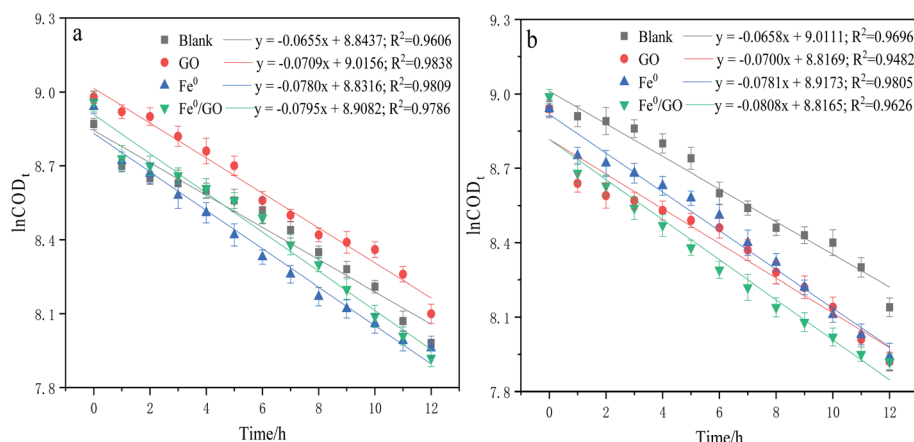 a
Blank y = -0.0655x + 8.8437; R²=0.9606
GO y = -0.0709x + 9.0156; R²=0.9838
Fe⁰ y = -0.0780x + 8.8316; R²=0.9809
Fe⁰/GO y = -0.0795x + 8.9082; R²=0.9786
lnCODₜ
9.3
9.0
8.7
8.4
8.1
7.8
0 2 4 6 8 10 12
Time/h
b
Blank y = -0.0658x + 9.0111; R²=0.9696
GO y = -0.0700x + 8.8169; R²=0.9482
Fe⁰ y = -0.0781x + 8.9173; R²=0.9805
Fe⁰/GO y = -0.0808x + 8.8165; R²=0.9626
lnCODₜ
9.3
9.0
8.7
8.4
8.1
7.8
0 2 4 6 8 10 12
Time/h